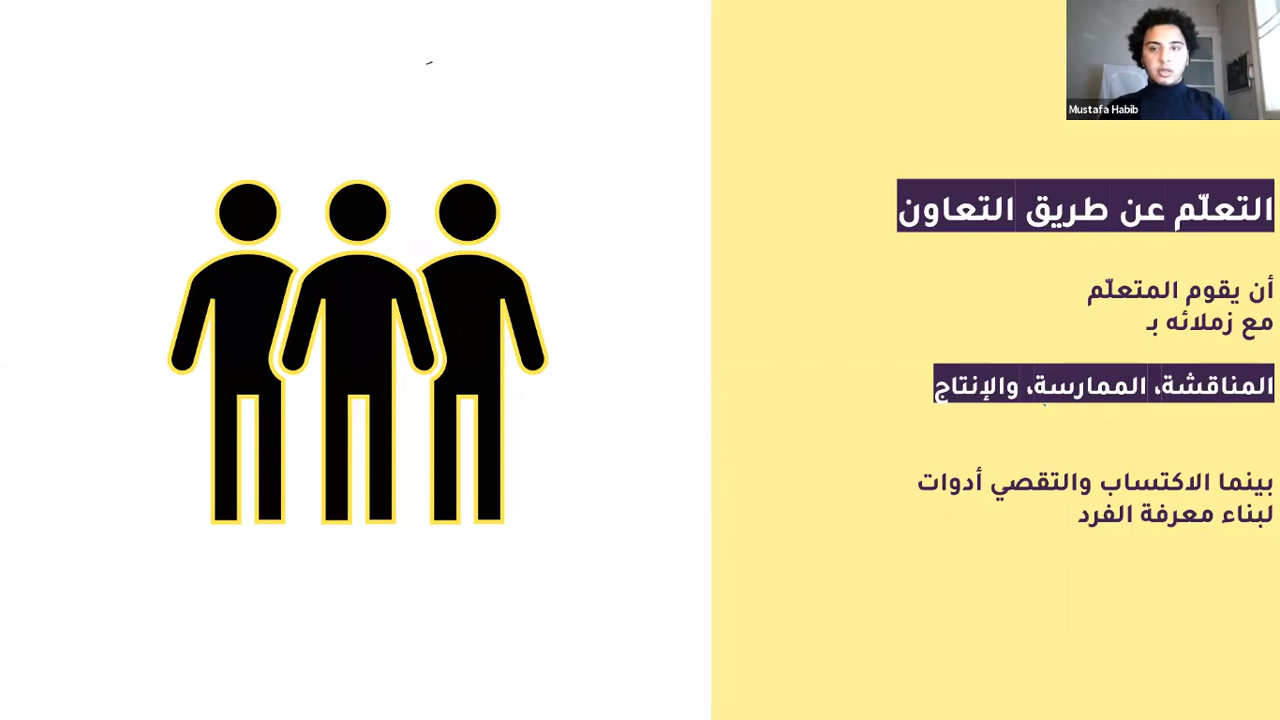 Mustafa Habib
التعلّم عن طريق التعاون
أن يقوم المتعلّم
مع زملائه بـ
المناقشة، الممارسة، والإنتاج
بينما الاكتساب والتقصي أدوات
لبناء معرفة الفرد